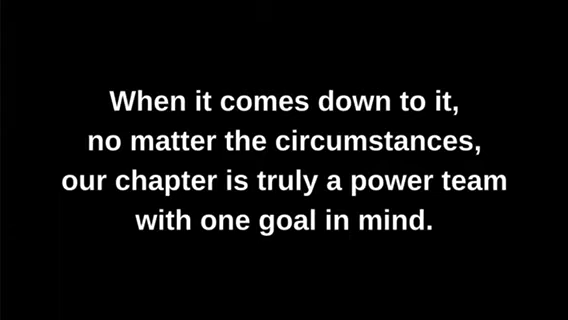 When it comes down to it,
no matter the circumstances,
our chapter is truly a power team
with one goal in mind.